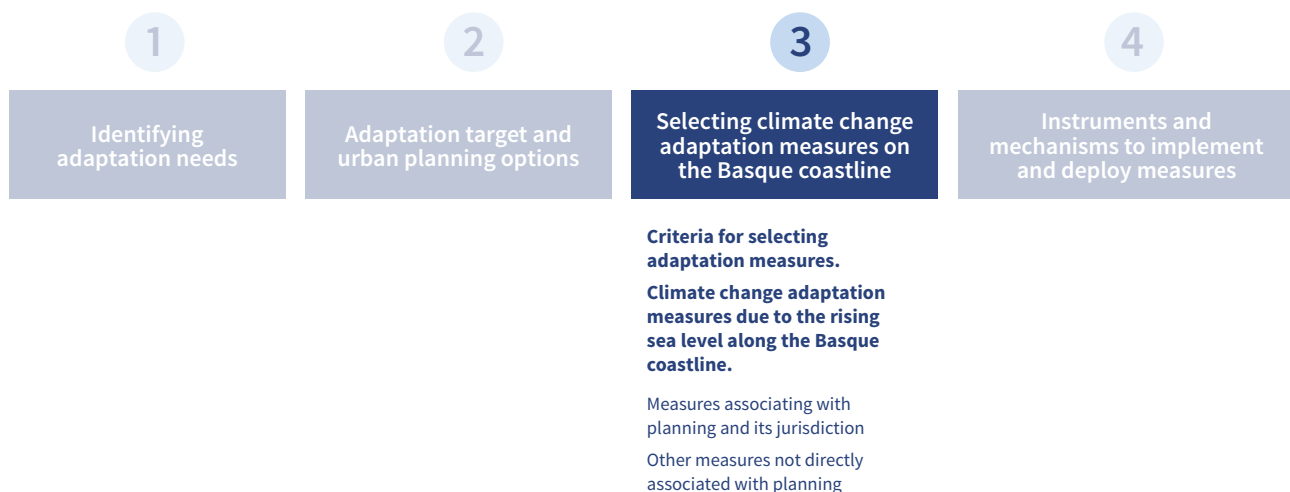 1
Identifying
adaptation needs
2
Adaptation target and
urban planning options
3
Selecting climate change
adaptation measures on
the Basque coastline
Criteria for selecting
adaptation measures.
Climate change adaptation
measures due to the rising
sea level along the Basque
coastline.
Measures associating with
planning and its jurisdiction
Other measures not directly
associated with planning
4
Instruments and
mechanisms to implement
and deploy measures